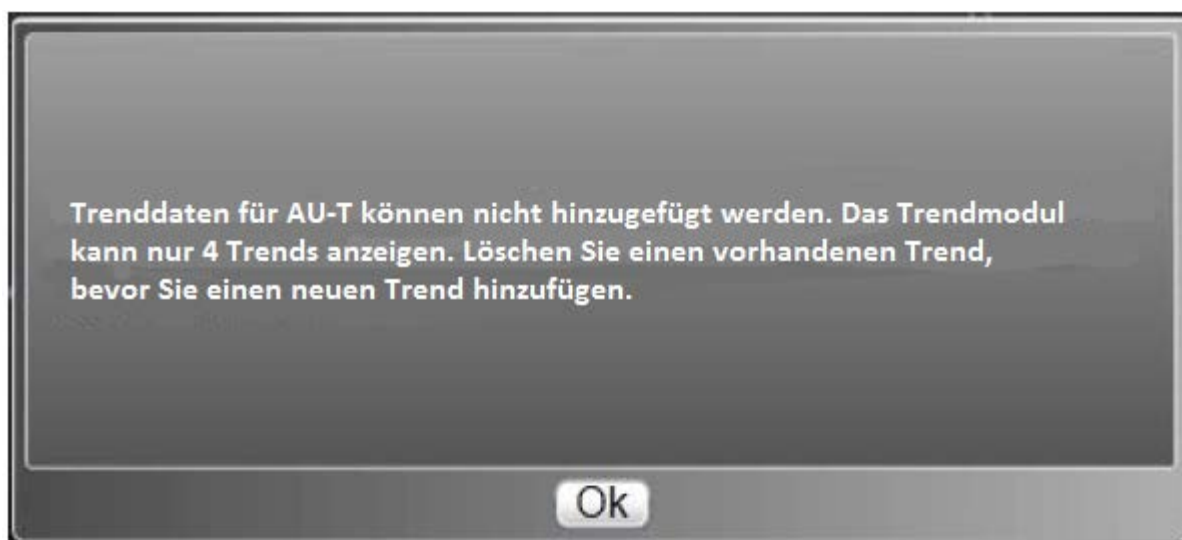 Trenddaten für AU-T können nicht hinzugefügt werden. Das Trendmodul
kann nur 4 Trends anzeigen. Löschen Sie einen vorhandenen Trend,
bevor Sie einen neuen Trend hinzufügen.
Ok